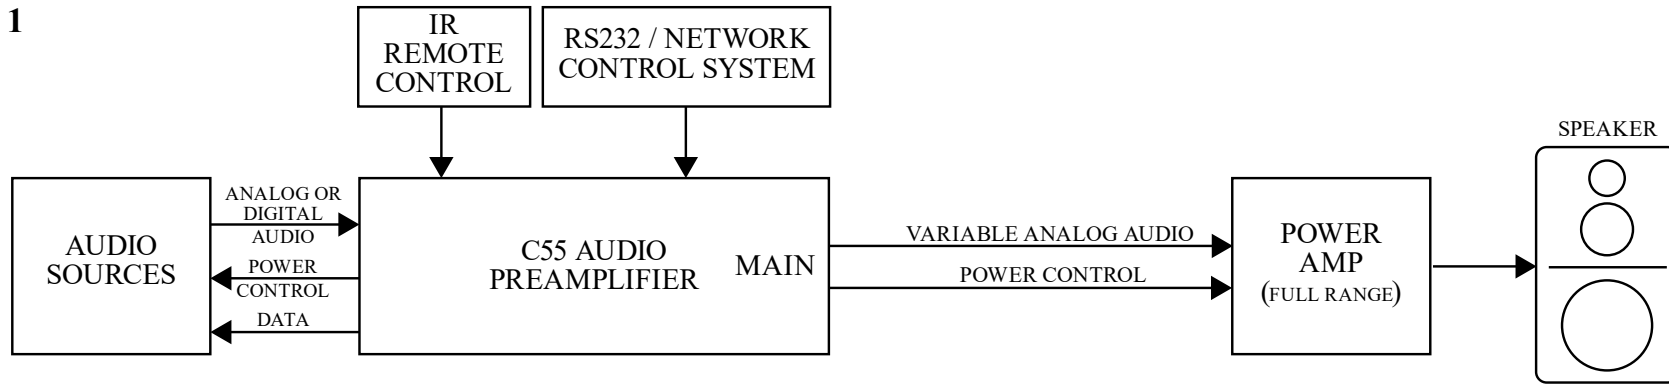 1
IR
REMOTE
CONTROL
RS232 / NETWORK
CONTROL SYSTEM
SPEAKER
AUDIO
SOURCES
ANALOG OR
DIGITAL
AUDIO
POWER
CONTROL
DATA
C55 AUDIO
PREAMPLIFIER
MAIN
VARIABLE ANALOG AUDIO
POWER CONTROL
POWER
AMP
(FULL RANGE)